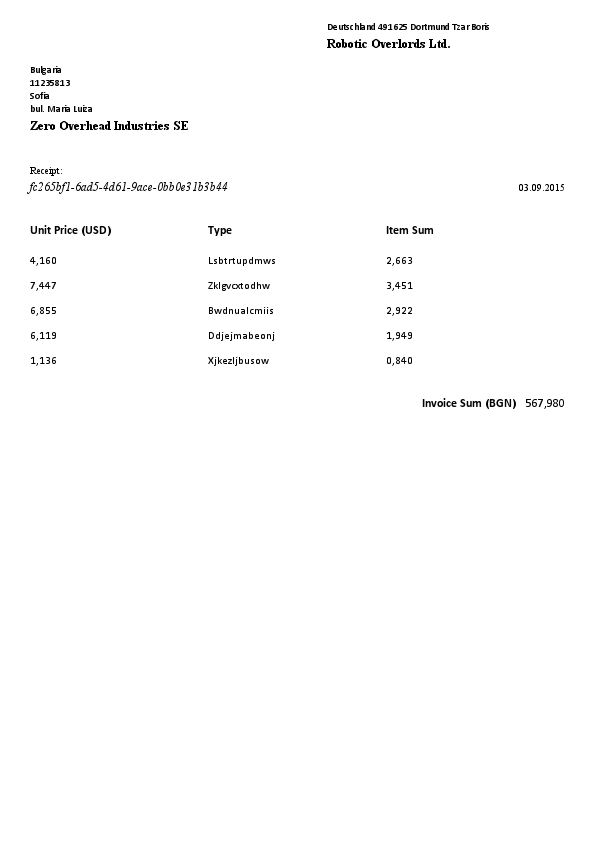 Deutschland 491625 Dortmund Tzar Boris
Robotic Overlords Ltd.
Bulgaria
11235813
Sofia
bul. Maria Luiza
Zero Overhead Industries SE
Receipt:
fc265bf1-6ad5-4d61-9ace-0bb0e31b3b44 03.09.2015
Unit Price (USD) Type Item Sum
4,160 Lsbtrtupdmws 2,663
7,447 Zklgvcxtodhw 3,451
6,855 Bwdnualcmiis 2,922
6,119 Ddjejmabeonj 1,949
1,136 Xjkezljbusow 0,840
Invoice Sum (BGN) 567,980